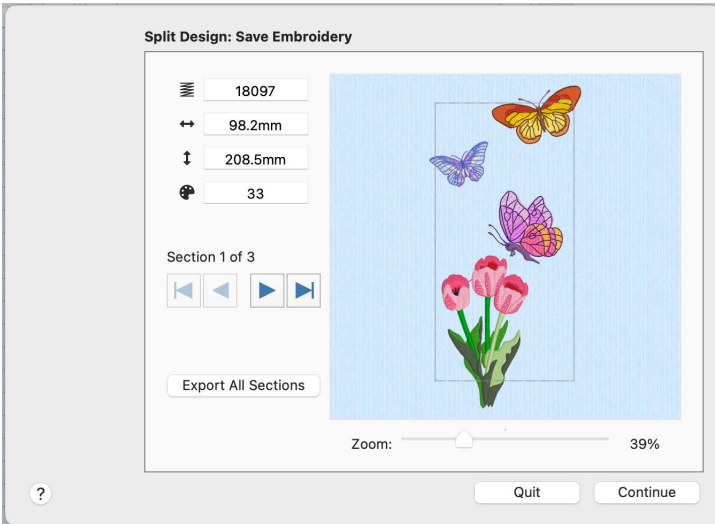 Split Design: Save Embroidery
18097
98.2mm
208.5mm
33
Section 1 of 3
Export All Sections
Zoom:
39%
?
Quit
Continue